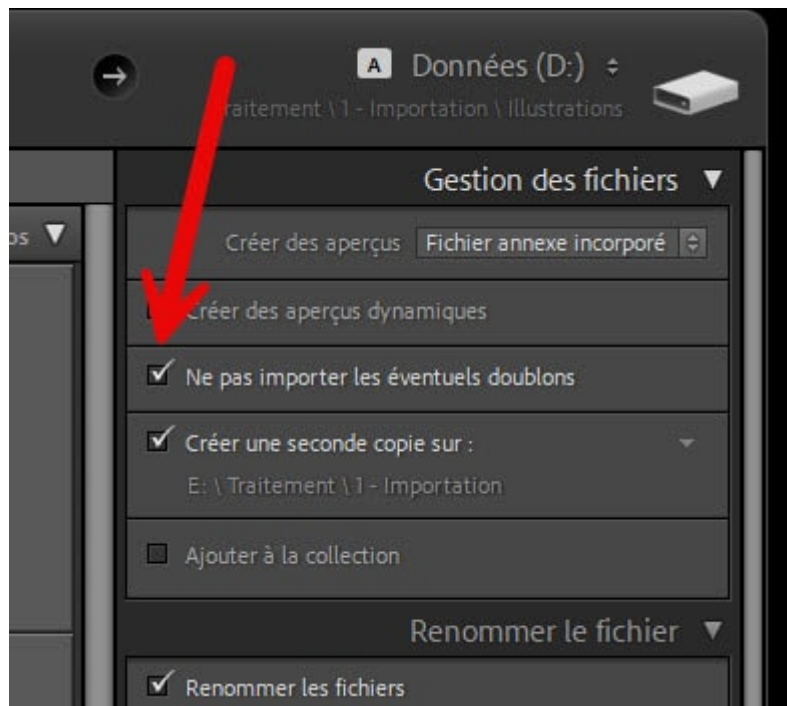 A Données (D:)
raitement \ 1 - Importation \ Illustrations
Gestion des fichiers
os
Créer des aperçus Fichier annexe incorporé
Créer des aperçus dynamiques
Ne pas importer les éventuels doublons
Créer une seconde copie sur :
E: \ Traitement \ 1 - Importation
Ajouter à la collection
Renommer le fichier
Renommer les fichiers